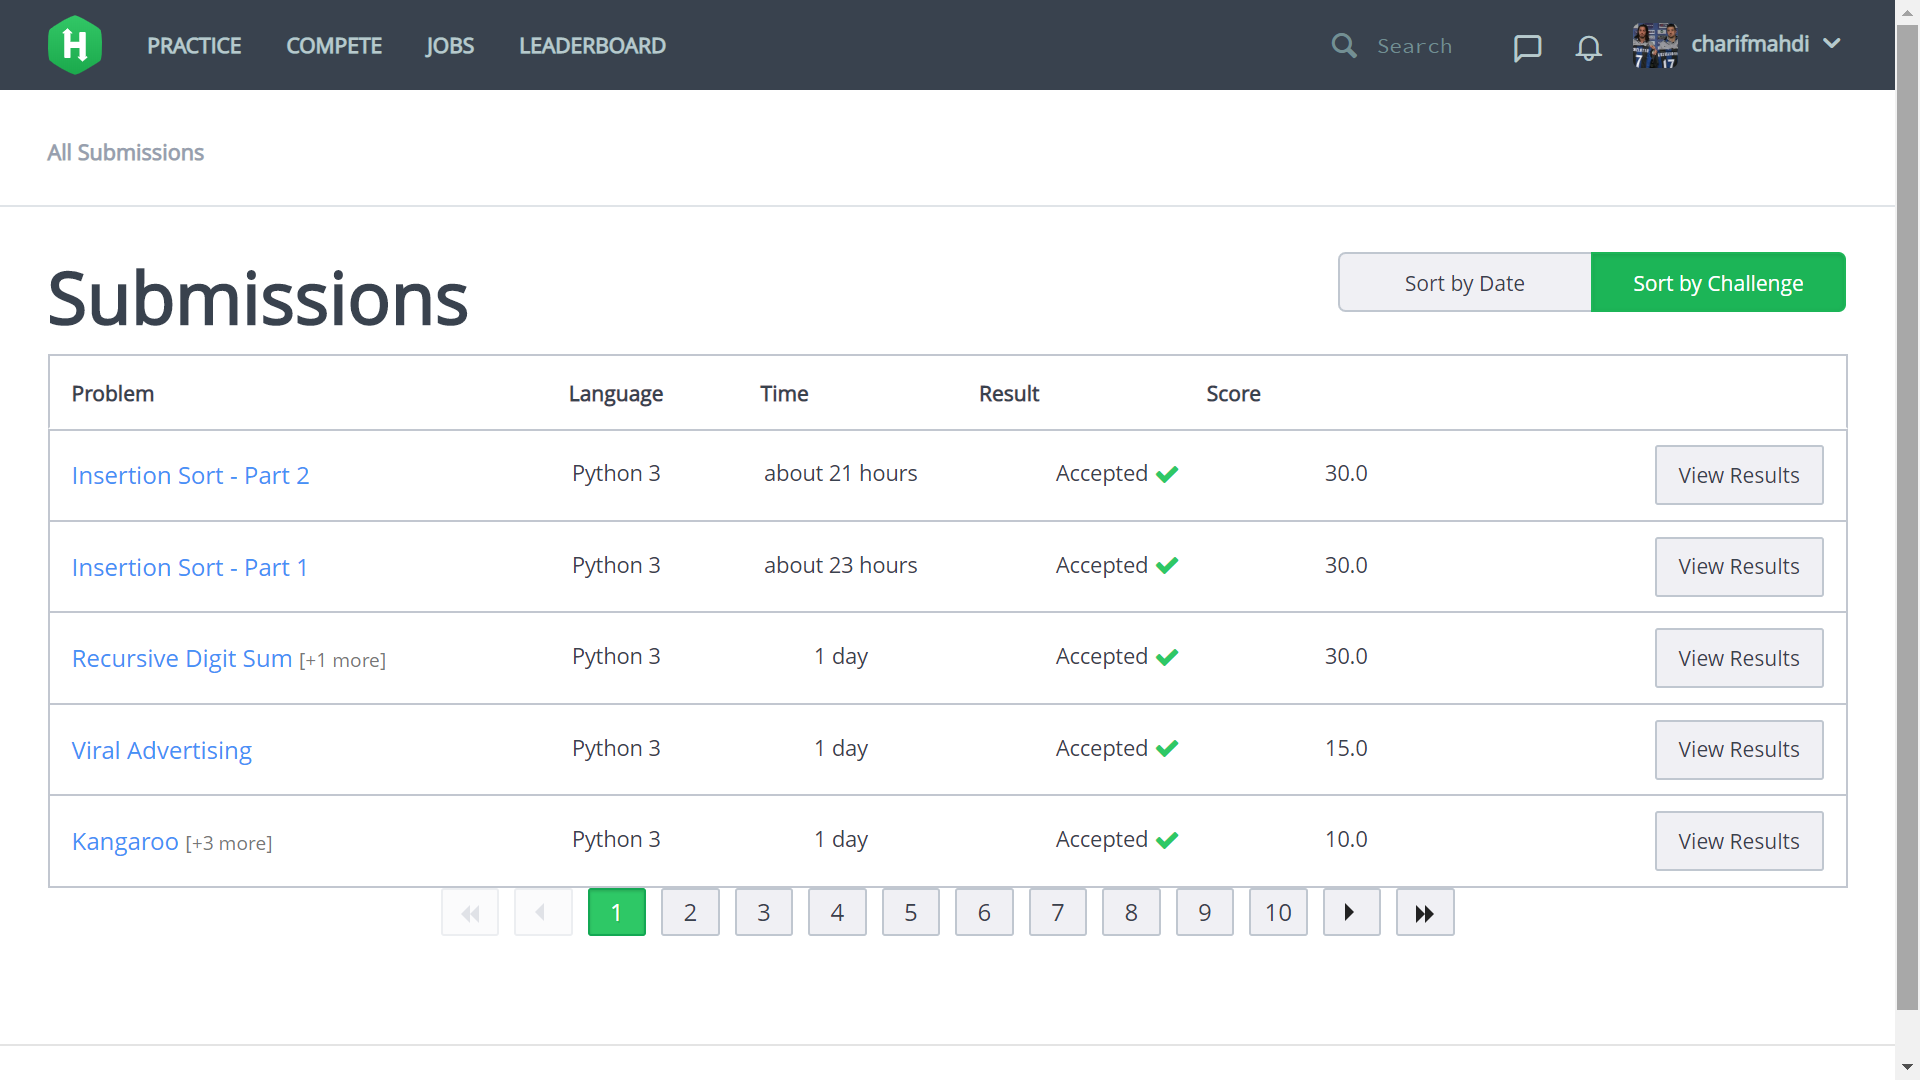 H PRACTICE COMPETE JOBS LEADERBOARD Search 7 17 charifmahdi
All Submissions
Submissions
Sort by Date Sort by Challenge
Problem Language Time Result Score
Insertion Sort - Part 2 Python 3 about 21 hours Accepted 30.0 View Results
Insertion Sort - Part 1 Python 3 about 23 hours Accepted 30.0 View Results
Recursive Digit Sum [+1 more] Python 3 1 day Accepted 30.0 View Results
Viral Advertising Python 3 1 day Accepted 15.0 View Results
Kangaroo [+3 more] Python 3 1 day Accepted 10.0 View Results
1 2 3 4 5 6 7 8 9 10